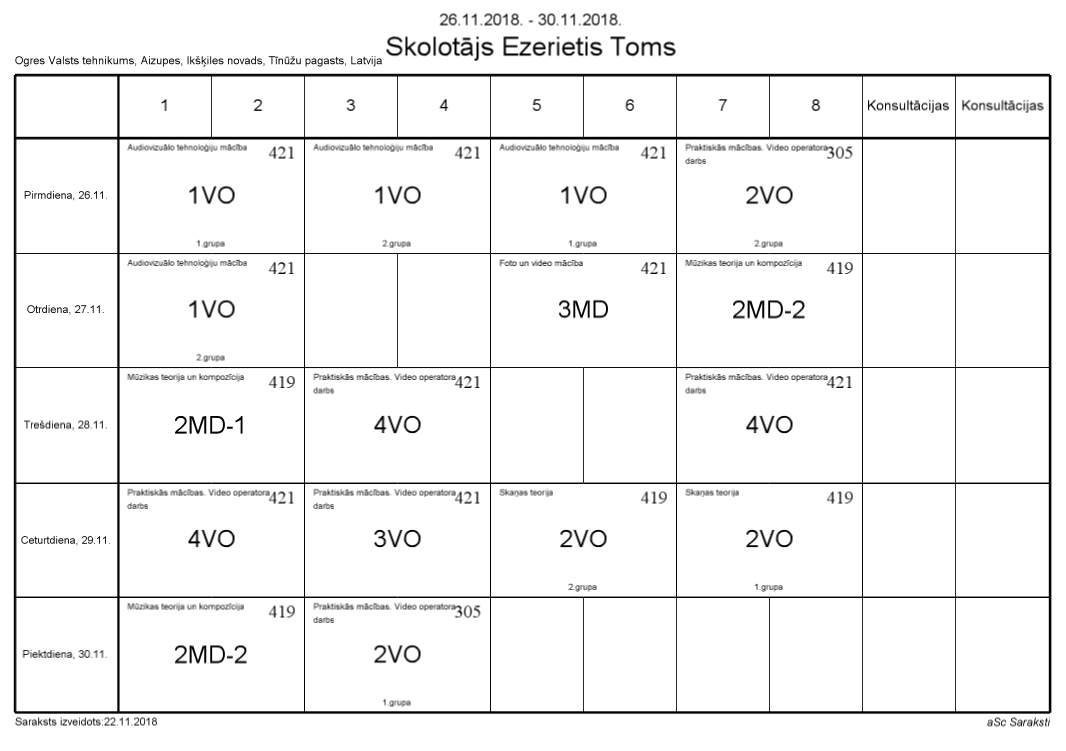 26.11.2018. - 30.11.2018.
Skolotājs Ezerietis Toms
Ogres Valsts tehnikums, Aizupes, Ikšķiles novads, Tīnūžu pagasts, Latvija
1 2 3 4 5 6 7 8 Konsultācijas Konsultācijas
Pirmdiena, 26.11.
Audiovizuālo tehnoloģiju mācība 421
1VO
1.grupa
Audiovizuālo tehnoloģiju mācība 421
1VO
2.grupa
Audiovizuālo tehnoloģiju mācība 421
1VO
1.grupa
Praktiskās mācības. Video operatora 305
darbs
2VO
2.grupa
Otrdiena, 27.11.
Audiovizuālo tehnoloģiju mācība 421
1VO
2.grupa
Foto un video mācība 421
3MD
Mūzikas teorija un kompozīcija 419
2MD-2
Trešdiena, 28.11.
Mūzikas teorija un kompozīcija 419
2MD-1
Praktiskās mācības. Video operatora 421
darbs
4VO
Praktiskās mācības. Video operatora 421
darbs
4VO
Ceturtdiena, 29.11.
Praktiskās mācības. Video operatora 421
darbs
4VO
Praktiskās mācības. Video operatora 421
darbs
3VO
Skaņas teorija 419
2VO
2.grupa
Skaņas teorija 419
2VO
1.grupa
Piektdiena, 30.11.
Mūzikas teorija un kompozīcija 419
2MD-2
Praktiskās mācības. Video operatora 305
darbs
2VO
1.grupa
Saraksts izveidots:22.11.2018
aSc Saraksti